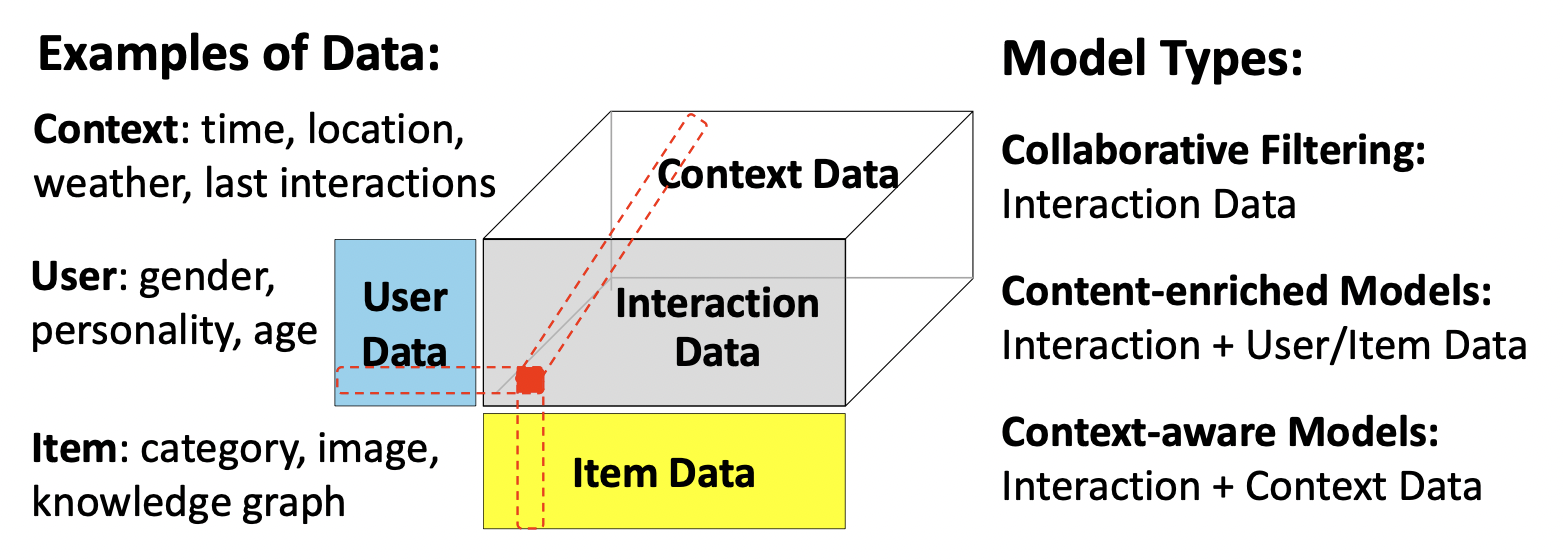 Examples of Data:
Context: time, location,
weather, last interactions
User: gender,
personality, age
Item: category, image,
knowledge graph
Context Data
User
Data
Interaction
Data
Item Data
Model Types:
Collaborative Filtering:
Interaction Data
Content-enriched Models:
Interaction + User/Item Data
Context-aware Models:
Interaction + Context Data